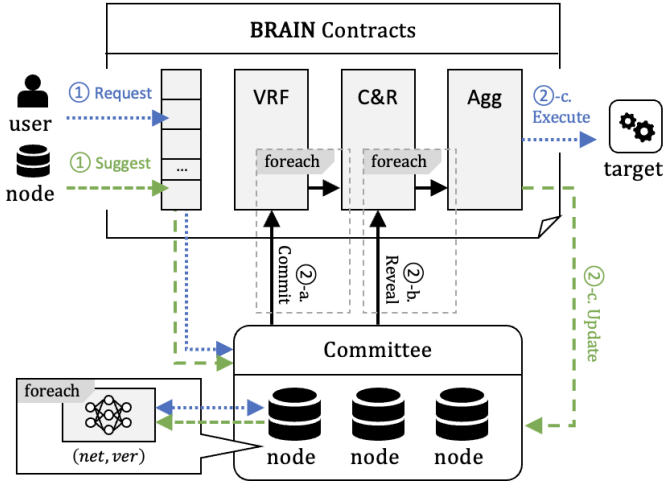 BRAIN Contracts
① Request
user
① Suggest
node
...
VRF
C&R
Agg
foreach
foreach
②-c.
Execute
target
②-a.
Commit
②-b.
Reveal
②-c. Update
Committee
foreach
(net, ver)
node
node
node